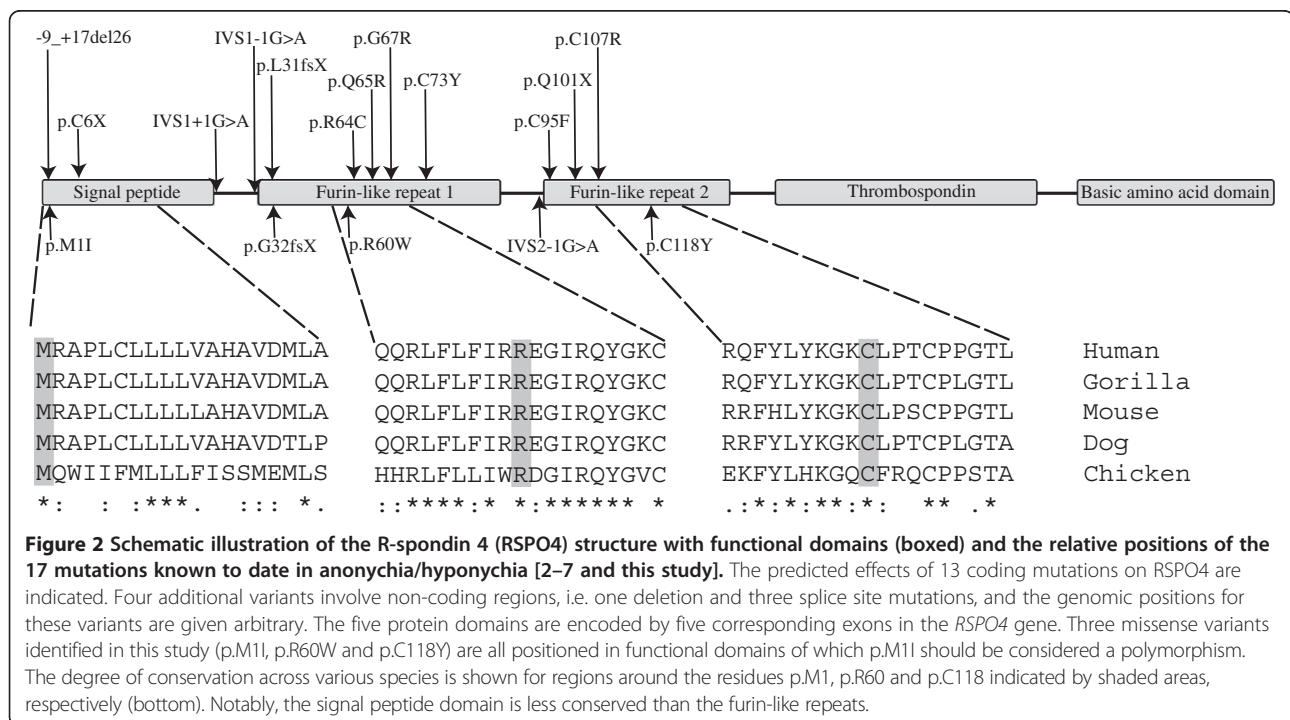 -9_+17del26
IVS1-1G>A
p.G67R
p.C107R
p.L31fsX
p.Q65R
p.C73Y
p.Q101X
p.C6X
IVS1+1G>A
p.R64C
p.C95F
Signal peptide
Furin-like repeat 1
Furin-like repeat 2
Thrombospondin
Basic amino acid domain
p.M1I
p.G32fsX
p.R60W
IVS2-1G>A
p.C118Y
MRAPLCLLLLVAHAVDMLA QQRLFLFIRREGIRQYGKC RQFYLYKGKCLPTCPPGTL Human
MRAPLCLLLLVAHAVDMLA QQRLFLFIRREGIRQYGKC RQFYLYKGKCLPTCPLGTL Gorilla
MRAPLCLLLLLAHAVDMLA QQRLFLFIRREGIRQYGKC RRFHLYKGKCLPSCPPGTL Mouse
MRAPLCLLLLVAHAVDTLP QQRLFLFIRREGIRQYGKC RRFYLYKGKCLPTCPLGTA Dog
MQWIIFMLLLFISSMEMLS HHRLFLLIWRDGIRQYGVC EKFYLHKGQCFRQCPPSTA Chicken
*: : :***. ::: *. ::****:* *:****** * .:*:*:**:*: ** .*
Figure 2 Schematic illustration of the R-spondin 4 (RSPO4) structure with functional domains (boxed) and the relative positions of the
17 mutations known to date in anonychia/hyponychia [2–7 and this study]. The predicted effects of 13 coding mutations on RSPO4 are
indicated. Four additional variants involve non-coding regions, i.e. one deletion and three splice site mutations, and the genomic positions for
these variants are given arbitrary. The five protein domains are encoded by five corresponding exons in the RSPO4 gene. Three missense variants
identified in this study (p.M1I, p.R60W and p.C118Y) are all positioned in functional domains of which p.M1I should be considered a polymorphism.
The degree of conservation across various species is shown for regions around the residues p.M1, p.R60 and p.C118 indicated by shaded areas,
respectively (bottom). Notably, the signal peptide domain is less conserved than the furin-like repeats.